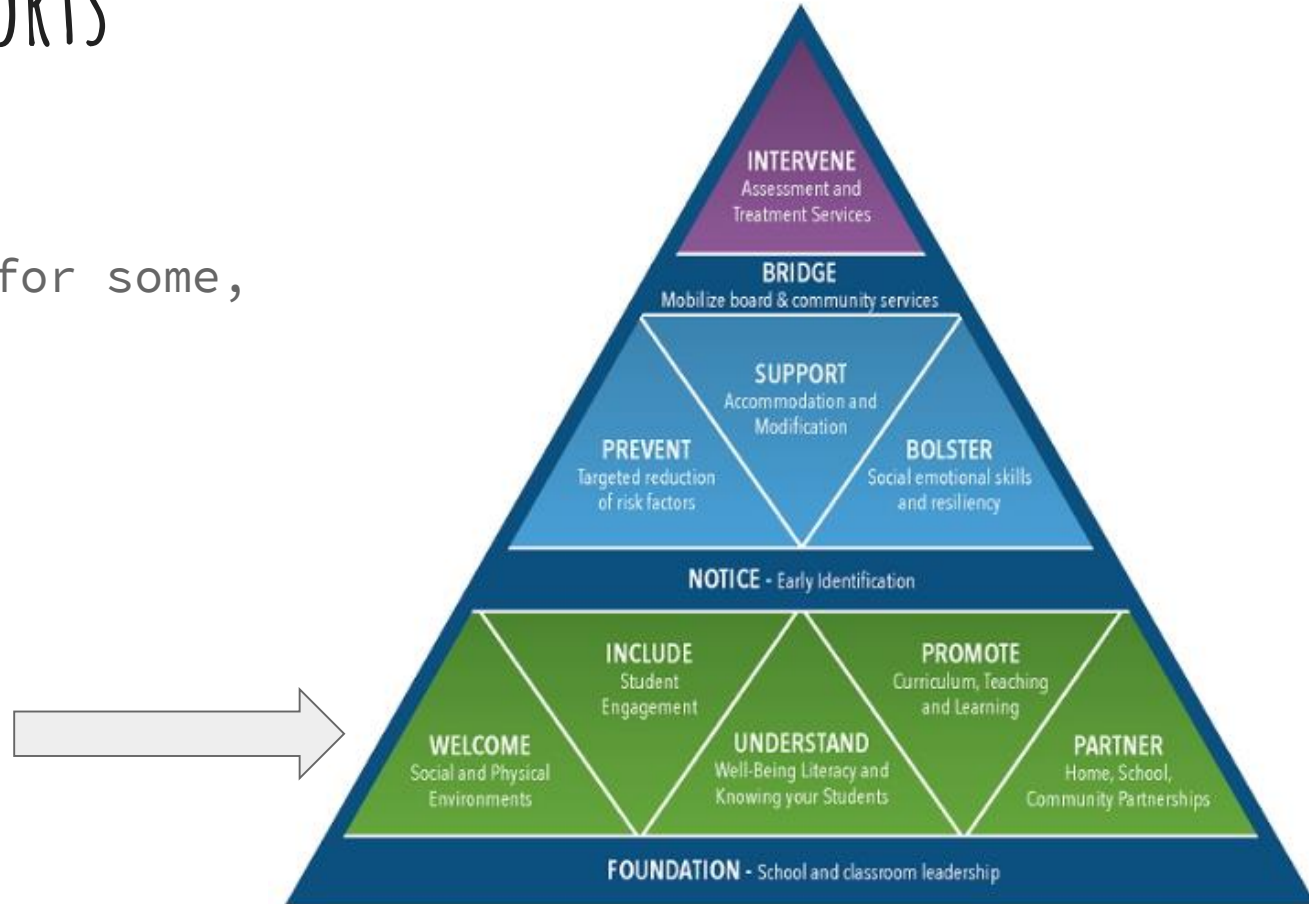 ORTS
for some,
INTERVENE
Assessment and
Treatment Services
BRIDGE
Mobilize board & community services
SUPPORT
Accommodation and
Modification
PREVENT
Targeted reduction
of risk factors
BOLSTER
Social emotional skills
and resiliency
NOTICE - Early Identification
INCLUDE
Student
Engagement
PROMOTE
Curriculum, Teaching
and Learning
WELCOME
Social and Physical
Environments
UNDERSTAND
Well-Being Literacy and
Knowing your Students
PARTNER
Home, School,
Community Partnerships
FOUNDATION - School and classroom leadership